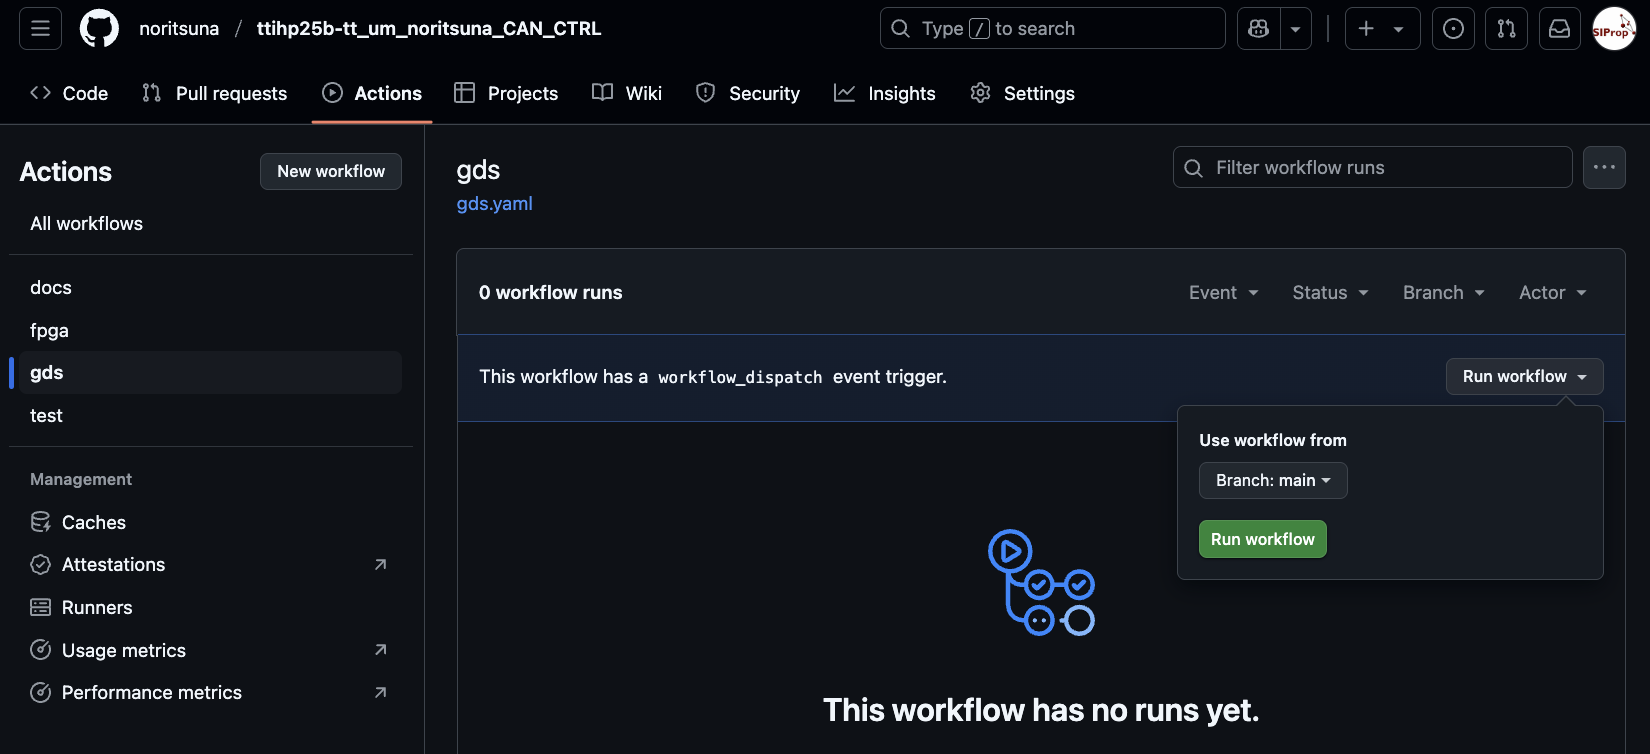 noritsuna / ttihp25b-tt_um_noritsuna_CAN_CTRL
Type / to search
SIProp
Code Pull requests Actions Projects Wiki Security Insights Settings
Actions
New workflow
All workflows
docs
fpga
gds
test
Management
Caches
Attestations
Runners
Usage metrics
Performance metrics
gds
gds.yaml
Filter workflow runs
0 workflow runs
Event Status Branch Actor
This workflow has a workflow_dispatch event trigger.
Run workflow
Use workflow from
Branch: main
Run workflow
This workflow has no runs yet.